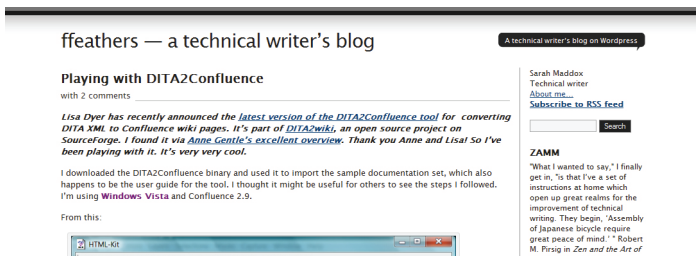 ffeathers — a technical writer's blog
A technical writer's blog on Wordpress
Playing with DITA2Confluence
with 2 comments
Lisa Dyer has recently announced the latest version of the DITA2Confluence tool for converting
DITA XML to Confluence wiki pages. It's part of DITA2wiki, an open source project on
SourceForge. I found it via Anne Gentle's excellent overview. Thank you Anne and Lisa! So I've
been playing with it. It's very very cool.
I downloaded the DITA2Confluence binary and used it to import the sample documentation set, which also
happens to be the user guide for the tool. I thought it might be useful for others to see the steps I followed.
I'm using Windows Vista and Confluence 2.9.
From this:
HTML-Kit
Sarah Maddox
Technical writer
About me...
Subscribe to RSS feed
Search
ZAMM
"What I wanted to say," I finally
get in, "is that I've a set of
instructions at home which
open up great realms for the
improvement of technical
writing. They begin, 'Assembly
of Japanese bicycle require
great peace of mind.' " Robert
M. Pirsig in Zen and the Art of